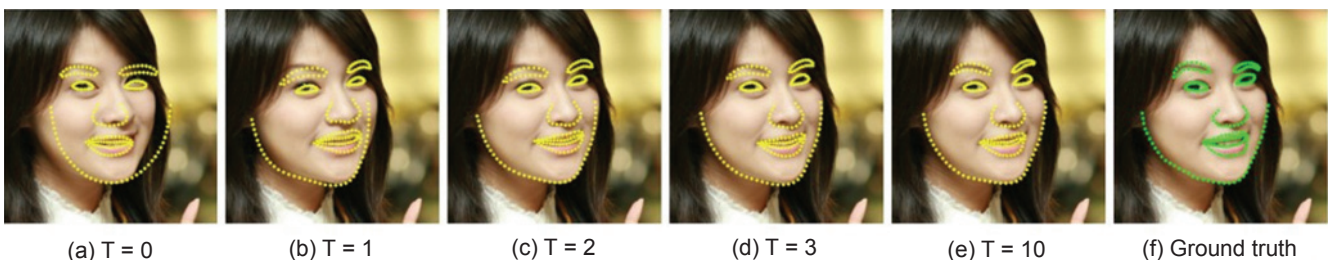 (a) T = 0
(b) T = 1
(c) T = 2
(d) T = 3
(e) T = 10
(f) Ground truth